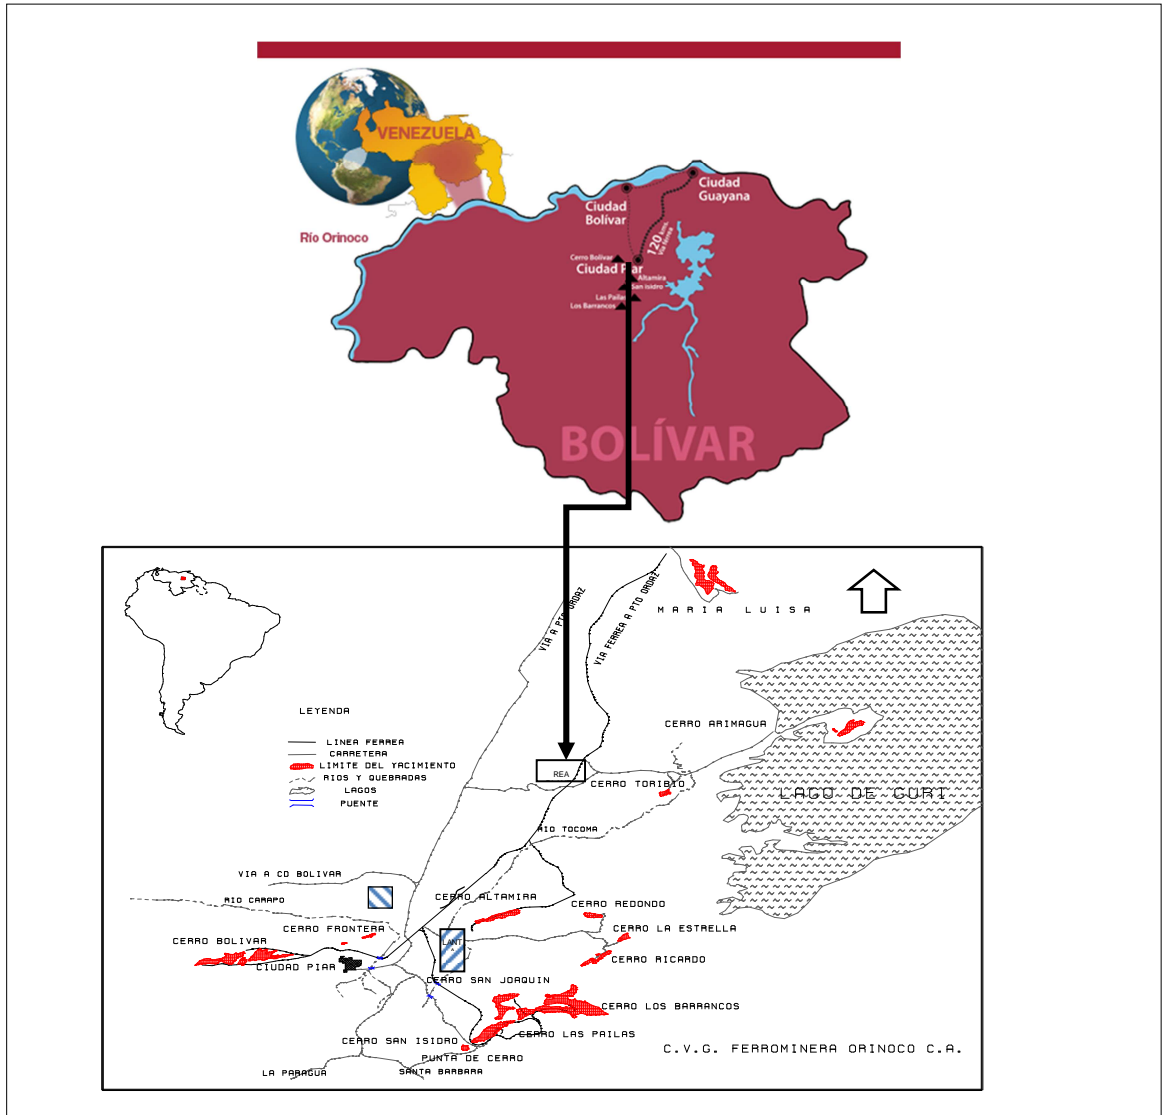 VENEZUELA
Río Orinoco
Ciudad
Guayana
Ciudad
Bolívar
120 kms.
Vía férrea
Cerro Bolívar
Ciudad Piar
Altamira
San isidro
Las Pailas
Los Barrancos
BOLÍVAR
VIA A PTO ORDAZ
VIA FERREA A PTO ORDAZ
MARIA LUISA
LEYENDA
LINEA FERREA
CARRETERA
LIMITE DEL YACIMIENTO
RIOS Y QUEBRADAS
LAGOS
PUENTE
CERRO ARIMAGUA
REA
CERRO TORIBIO
LAGO DE GURI
RIO TOCOMA
VIA A CD BOLIVAR
RIO CARAPO
CERRO ALTAMIRA
CERRO REDONDO
CERRO FRONTERA
CERRO LA ESTRELLA
CERRO BOLIVAR
LANT
A
CIUDAD PIAR
CERRO RICARDO
CERRO SAN JOAQUIN
CERRO LOS BARRANCOS
CERRO LAS PAILAS
CERRO SAN ISIDRO
PUNTA DE CERRO
C.V.G. FERROMINERA ORINOCO C.A.
LA PARAGUA
SANTA BARBARA